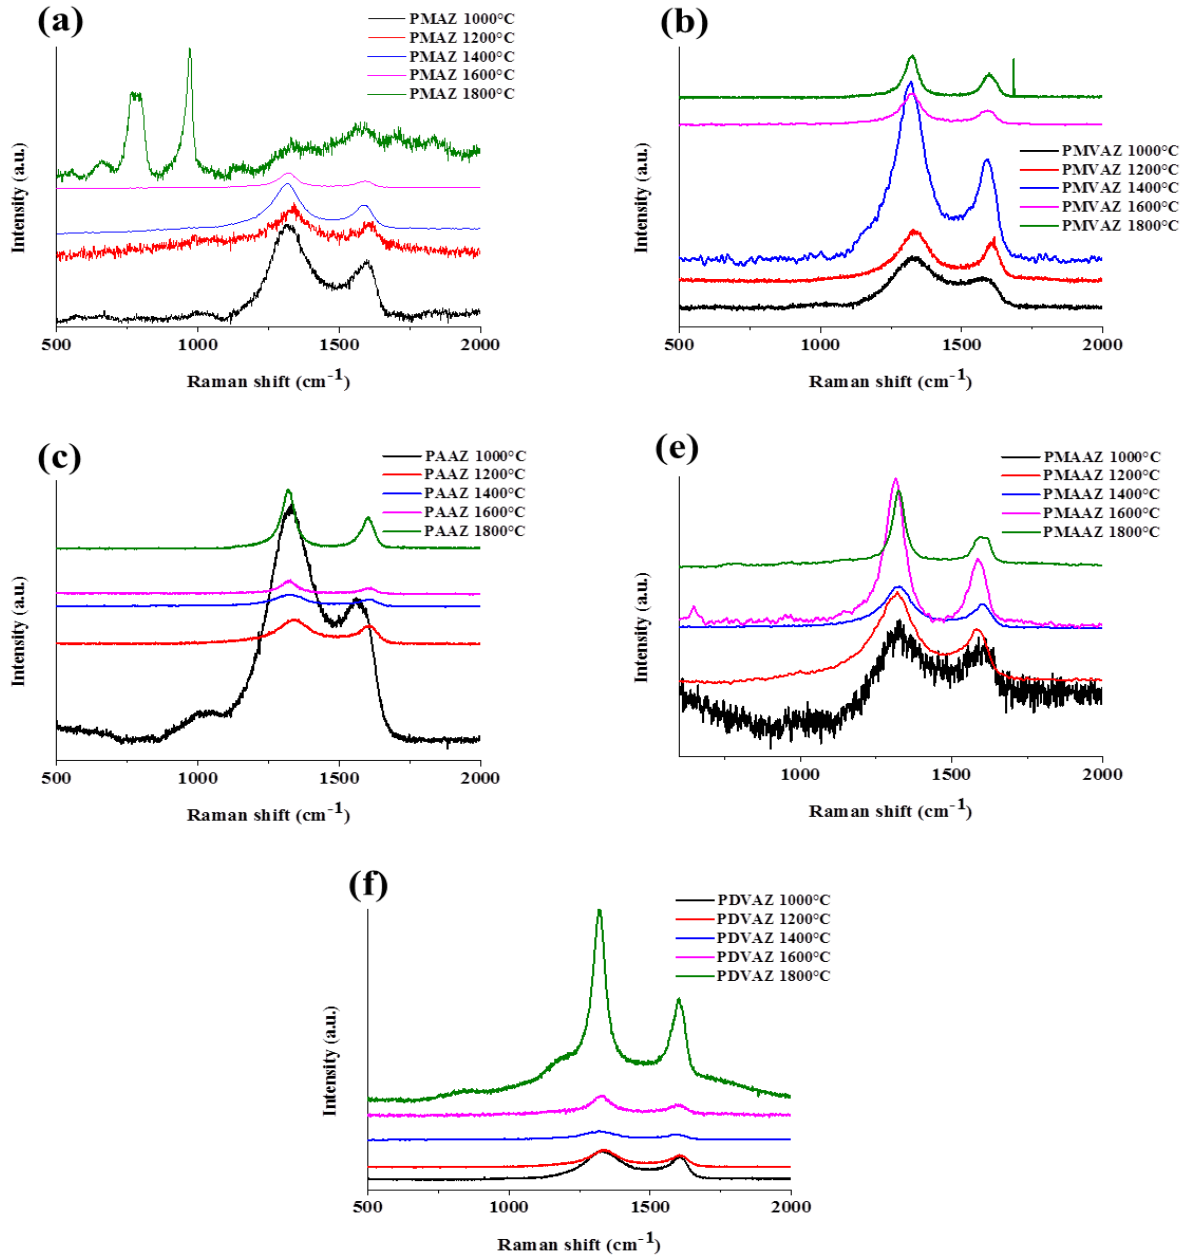 (a)
PMAZ 1000°C
PMAZ 1200°C
PMAZ 1400°C
PMAZ 1600°C
PMAZ 1800°C
Intensity (a.u.)
500 1000 1500 2000
Raman shift (cm-1)
(b)
PMVAZ 1000°C
PMVAZ 1200°C
PMVAZ 1400°C
PMVAZ 1600°C
PMVAZ 1800°C
Intensity (a.u.)
500 1000 1500 2000
Raman shift (cm-1)
(c)
PAAZ 1000°C
PAAZ 1200°C
PAAZ 1400°C
PAAZ 1600°C
PAAZ 1800°C
Intensity (a.u.)
500 1000 1500 2000
Raman shift (cm-1)
(e)
PMAAZ 1000°C
PMAAZ 1200°C
PMAAZ 1400°C
PMAAZ 1600°C
PMAAZ 1800°C
Intensity (a.u.)
1000 1500 2000
Raman shift (cm-1)
(f)
PDVAZ 1000°C
PDVAZ 1200°C
PDVAZ 1400°C
PDVAZ 1600°C
PDVAZ 1800°C
Intensity (a.u.)
500 1000 1500 2000
Raman shift (cm-1)